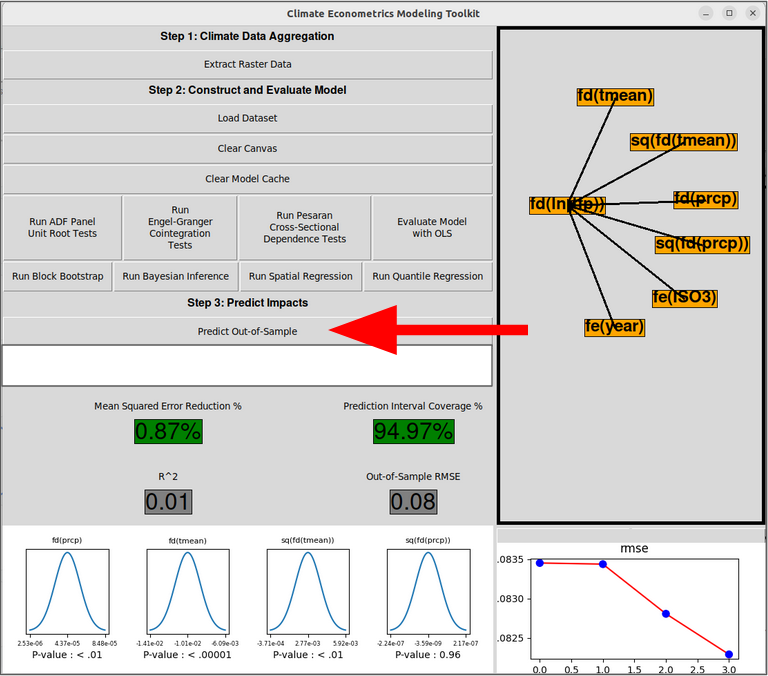 Climate Econometrics Modeling Toolkit
Step 1: Climate Data Aggregation
Extract Raster Data
Step 2: Construct and Evaluate Model
Load Dataset
Clear Canvas
Clear Model Cache
Run ADF Panel
Unit Root Tests
Run
Engel-Granger
Cointegration
Tests
Run Pesaran
Cross-Sectional
Dependence Tests
Evaluate Model
with OLS
Run Block Bootstrap
Run Bayesian Inference
Run Spatial Regression
Run Quantile Regression
Step 3: Predict Impacts
Predict Out-of-Sample
Mean Squared Error Reduction %
Prediction Interval Coverage %
0.87%
94.97%
R^2
Out-of-Sample RMSE
0.01
0.08
fd(tmean)
sq(fd(tmean))
fd(prcp)
sq(fd(prcp))
fe(ISO3)
fe(year)
fd(prcp)
2.53e-06 4.37e-05 8.48e-05
P-value : < .01
fd(tmean)
-1.41e-02 -1.01e-02 -6.09e-03
P-value : < .00001
sq(fd(tmean))
-3.71e-04 2.77e-03 5.92e-03
P-value : < .01
sq(fd(prcp))
-2.24e-07 -3.59e-09 2.17e-07
P-value : 0.96
rmse
.0835
.0830
.0825
0.0 0.5 1.0 1.5 2.0 2.5 3.0